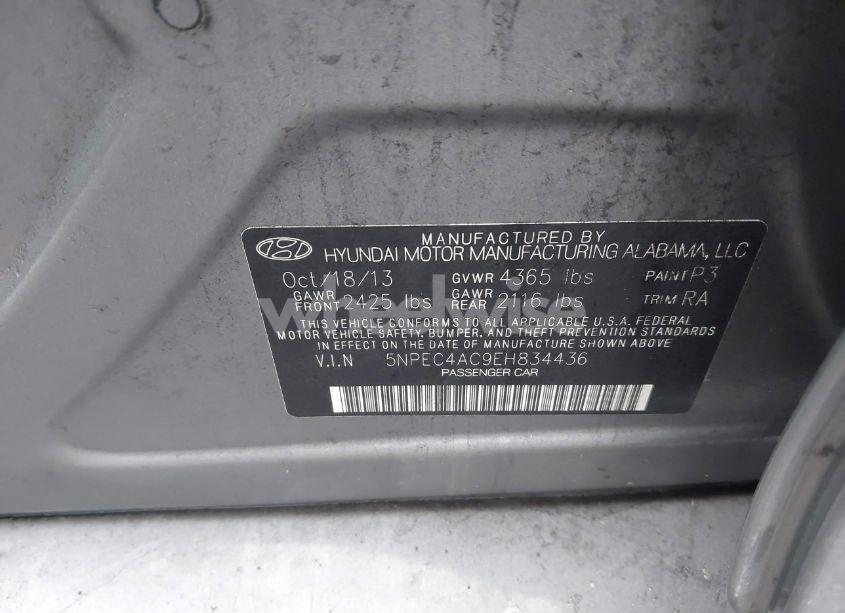 MANUFACTURED BY
HYUNDAI MOTOR MANUFACTURING ALABAMA, LLC
Oct/18/13 GVWR 4365 lbs PAINT P3
GAWR FRONT 2425 lbs GAWR REAR 2116 lbs TRIM RA
THIS VEHICLE CONFORMS TO ALL APPLICABLE U.S.A. FEDERAL
MOTOR VEHICLE SAFETY, BUMPER, AND THEFT PREVENTION STANDARDS
IN EFFECT ON THE DATE OF MANUFACTURE SHOWN ABOVE
V.I.N 5NPEC4AC9EH834436
PASSENGER CAR
wheelwise